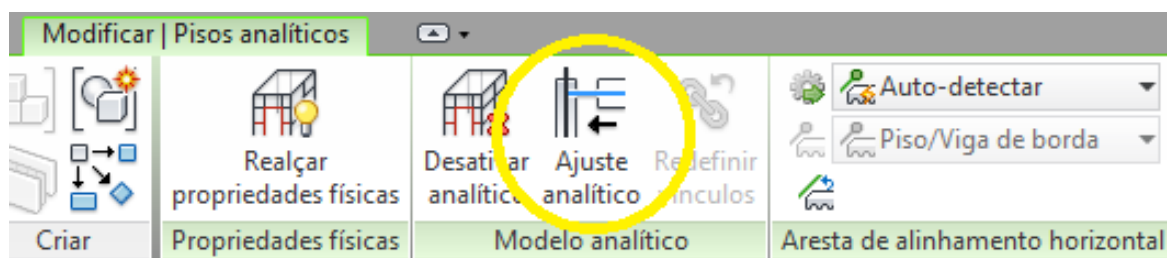 Modificar | Pisos analíticos
Realçar
propriedades físicas
Desativar
analítico
Ajuste
analítico
Redefinir
vínculos
Auto-detectar
Piso/Viga de borda
Criar
Propriedades físicas
Modelo analítico
Aresta de alinhamento horizontal